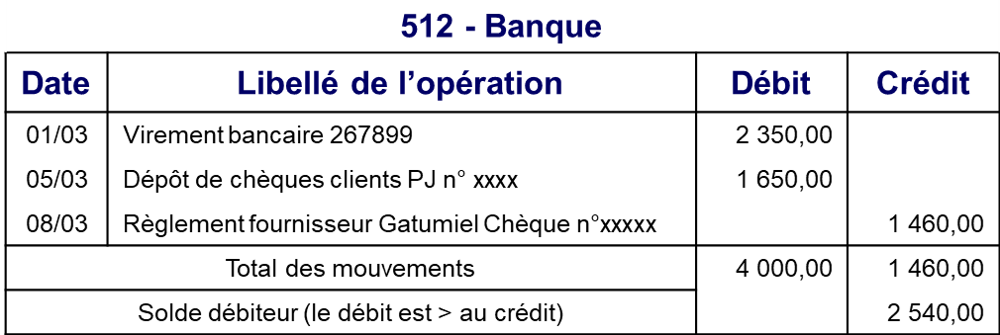 512 - Banque
Date Libellé de l'opération Débit Crédit
01/03 Virement bancaire 267899 2 350,00
05/03 Dépôt de chèques clients PJ n° xxxx 1 650,00
08/03 Règlement fournisseur Gatumiel Chèque n°xxxxx 1 460,00
Total des mouvements 4 000,00 1 460,00
Solde débiteur (le débit est > au crédit) 2 540,00